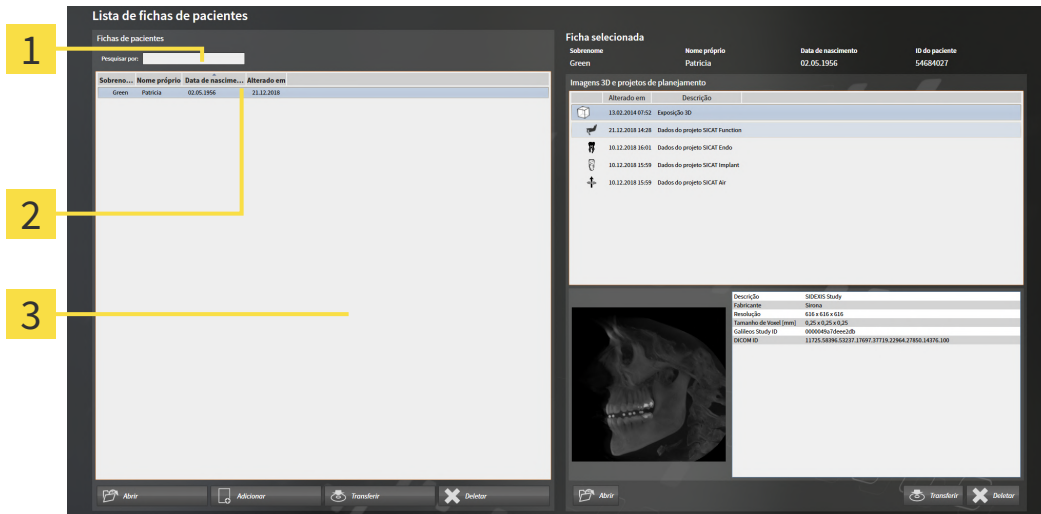 Lista de fichas de pacientes
1
Fichas de pacientes
Pesquisar por:
Sobreno... Nome próprio Data de nascime... Alterado em
Green Patricia 02.05.1956 21.12.2018
2
3
Abrir Adicionar Transferir Deletar
Ficha selecionada
Sobrenome Nome próprio Data de nascimento ID do paciente
Green Patricia 02.05.1956 54684027
Imagens 3D e projetos de planejamento
Alterado em Descrição
13.02.2014 07:52 Exposição 3D
21.12.2018 14:28 Dados do projeto SICAT Function
10.12.2018 16:01 Dados do projeto SICAT Endo
10.12.2018 15:59 Dados do projeto SICAT Implant
10.12.2018 15:59 Dados do projeto SICAT Air
Descrição SIDEXIS Study
Fabricante Sirona
Resolução 616 x 616 x 616
Tamanho de Voxel [mm] 0,25 x 0,25 x 0,25
Galileos Study ID 0000049a7deee2db
DICOM ID 11725.58396.53237.17697.37719.22964.27850.14376.100
Abrir Transferir Deletar